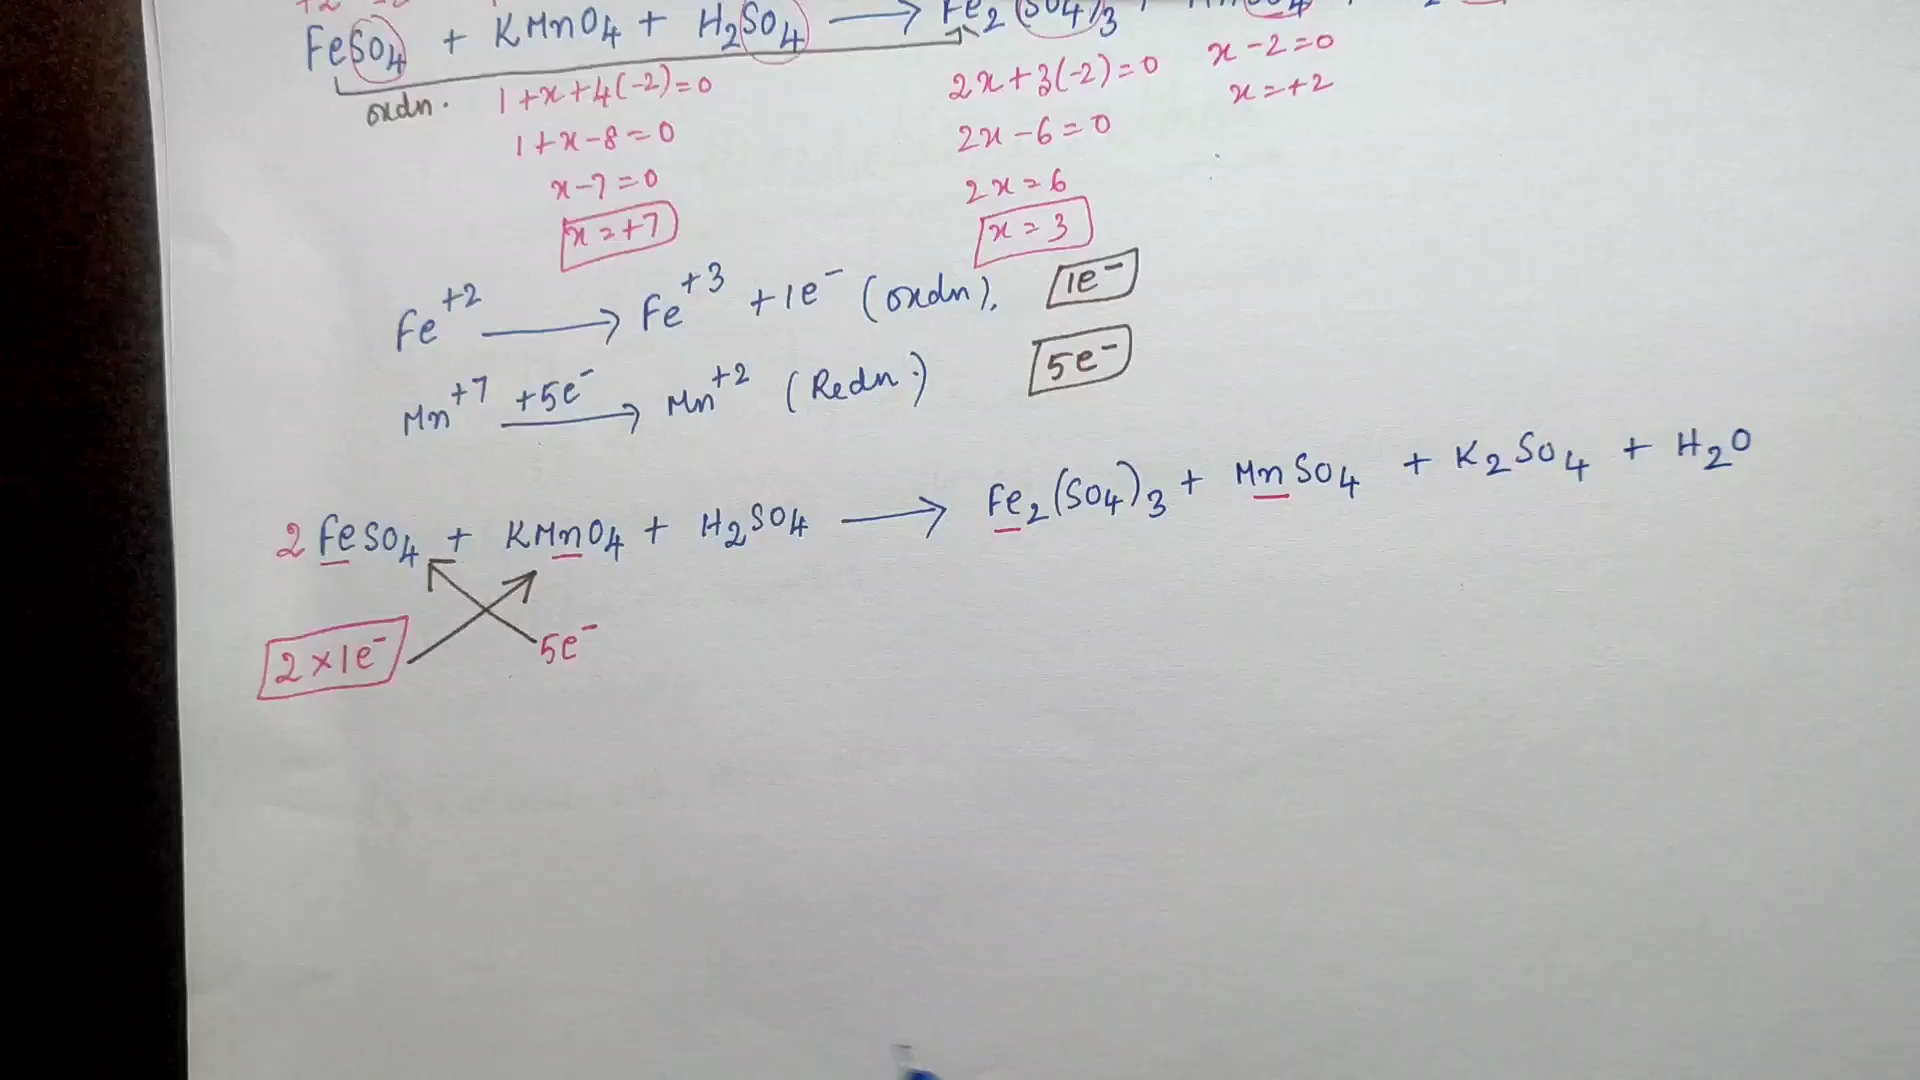 FeSO4 + KMnO4 + H2SO4 ⟶ Fe2(SO4)3
oxdn. 1+x+4(-2)=0 2x+3(-2)=0 x-2=0
1+x-8=0 2x-6=0 x=+2
x-7=0 2x=6
x=+7 x=3
Fe+2 ⟶ Fe+3 +1e- (oxdn). 1e-
Mn+7 +5e- ⟶ Mn+2 (Redn.) 5e-
2FeSO4 + KMnO4 + H2SO4 ⟶ Fe2(SO4)3 + MnSO4 + K2SO4 + H2O
2×1e- 5e-